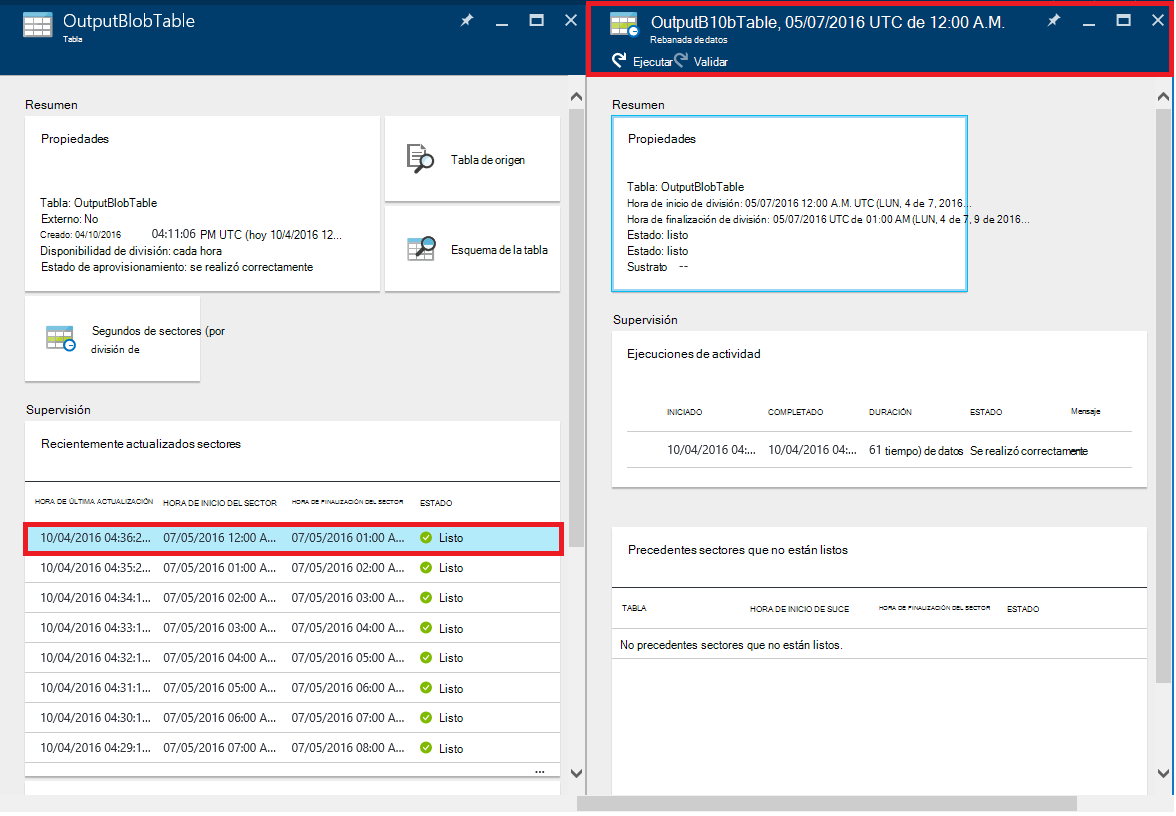 OutputBlobTable
Tabla
Resumen
Propiedades
Tabla: OutputBlobTable
Externo: No
Creado: 04/10/2016 04:11:06 PM UTC (hoy 10/4/2016 12...
Disponibilidad de división: cada hora
Estado de aprovisionamiento: se realizó correctamente
Tabla de origen
Esquema de la tabla
Segundos de sectores (por
división de
Supervisión
Recientemente actualizados sectores
HORA DE ÚLTIMA ACTUALIZACIÓN HORA DE INICIO DEL SECTOR HORA DE FINALIZACIÓN DEL SECTOR ESTADO
10/04/2016 04:36:2... 07/05/2016 12:00 A... 07/05/2016 01:00 A... Listo
10/04/2016 04:35:2... 07/05/2016 01:00 A... 07/05/2016 02:00 A... Listo
10/04/2016 04:34:1... 07/05/2016 02:00 A... 07/05/2016 03:00 A... Listo
10/04/2016 04:33:1... 07/05/2016 03:00 A... 07/05/2016 04:00 A... Listo
10/04/2016 04:32:1... 07/05/2016 04:00 A... 07/05/2016 05:00 A... Listo
10/04/2016 04:31:1... 07/05/2016 05:00 A... 07/05/2016 06:00 A... Listo
10/04/2016 04:30:1... 07/05/2016 06:00 A... 07/05/2016 07:00 A... Listo
10/04/2016 04:29:1... 07/05/2016 07:00 A... 07/05/2016 08:00 A... Listo
...
OutputB10bTable, 05/07/2016 UTC de 12:00 A.M.
Rebanada de datos
Ejecutar Validar
Resumen
Propiedades
Tabla: OutputBlobTable
Hora de inicio de división: 05/07/2016 12:00 A.M. UTC (LUN, 4 de 7, 2016...
Hora de finalización de división: 05/07/2016 UTC de 01:00 AM (LUN, 4 de 7, 9 de 2016...
Estado: listo
Estado: listo
Sustrato --
Supervisión
Ejecuciones de actividad
INICIADO COMPLETADO DURACIÓN ESTADO Mensaje
10/04/2016 04:... 10/04/2016 04:... 61 tiempo) de datos Se realizó correctamente
Precedentes sectores que no están listos
TABLA HORA DE INICIO DE SUCE HORA DE FINALIZACIÓN DEL SECTOR ESTADO
No precedentes sectores que no están listos.